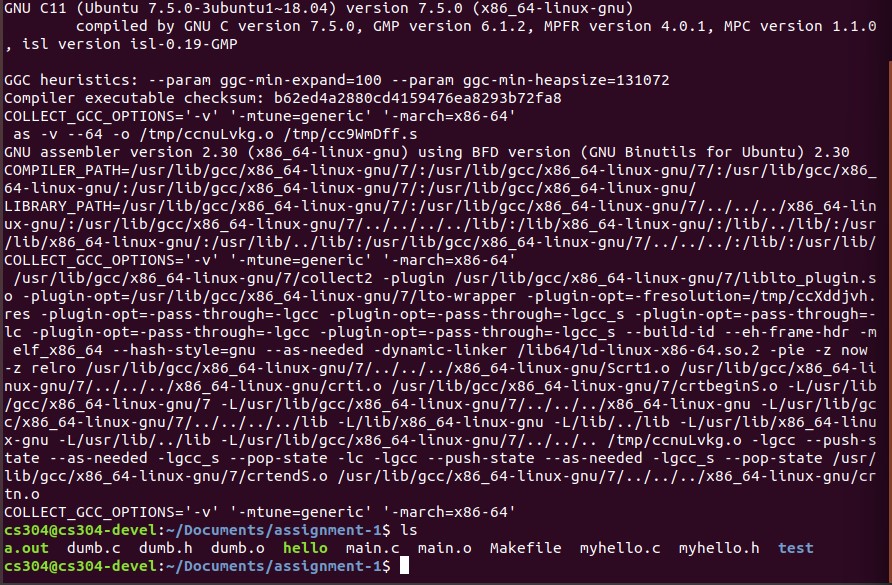 GNU C11 (Ubuntu 7.5.0-3ubuntu1~18.04) version 7.5.0 (x86_64-linux-gnu)
        compiled by GNU C version 7.5.0, GMP version 6.1.2, MPFR version 4.0.1, MPC version 1.1.0
, isl version isl-0.19-GMP

GGC heuristics: --param ggc-min-expand=100 --param ggc-min-heapsize=131072
Compiler executable checksum: b62ed4a2880cd4159476ea8293b72fa8
COLLECT_GCC_OPTIONS='-v' '-mtune=generic' '-march=x86-64'
 as -v --64 -o /tmp/ccnuLvkg.o /tmp/cc9WmDff.s
GNU assembler version 2.30 (x86_64-linux-gnu) using BFD version (GNU Binutils for Ubuntu) 2.30
COMPILER_PATH=/usr/lib/gcc/x86_64-linux-gnu/7/:/usr/lib/gcc/x86_64-linux-gnu/7/:/usr/lib/gcc/x86_
64-linux-gnu/:/usr/lib/gcc/x86_64-linux-gnu/7/:/usr/lib/gcc/x86_64-linux-gnu/
LIBRARY_PATH=/usr/lib/gcc/x86_64-linux-gnu/7/:/usr/lib/gcc/x86_64-linux-gnu/7/../../../x86_64-lin
ux-gnu/:/usr/lib/gcc/x86_64-linux-gnu/7/../../../../lib/:/lib/x86_64-linux-gnu/:/lib/../lib/:/usr
/lib/x86_64-linux-gnu/:/usr/lib/../lib/:/usr/lib/gcc/x86_64-linux-gnu/7/../../../:/lib/:/usr/lib/
COLLECT_GCC_OPTIONS='-v' '-mtune=generic' '-march=x86-64'
 /usr/lib/gcc/x86_64-linux-gnu/7/collect2 -plugin /usr/lib/gcc/x86_64-linux-gnu/7/liblto_plugin.s
o -plugin-opt=/usr/lib/gcc/x86_64-linux-gnu/7/lto-wrapper -plugin-opt=-fresolution=/tmp/ccXddjvh.
res -plugin-opt=-pass-through=-lgcc -plugin-opt=-pass-through=-lgcc_s -plugin-opt=-pass-through=-
lc -plugin-opt=-pass-through=-lgcc -plugin-opt=-pass-through=-lgcc_s --build-id --eh-frame-hdr -m
 elf_x86_64 --hash-style=gnu --as-needed -dynamic-linker /lib64/ld-linux-x86-64.so.2 -pie -z now 
-z relro /usr/lib/gcc/x86_64-linux-gnu/7/../../../x86_64-linux-gnu/Scrt1.o /usr/lib/gcc/x86_64-li
nux-gnu/7/../../../x86_64-linux-gnu/crti.o /usr/lib/gcc/x86_64-linux-gnu/7/crtbeginS.o -L/usr/lib
/gcc/x86_64-linux-gnu/7 -L/usr/lib/gcc/x86_64-linux-gnu/7/../../../x86_64-linux-gnu -L/usr/lib/gc
c/x86_64-linux-gnu/7/../../../../lib -L/lib/x86_64-linux-gnu -L/lib/../lib -L/usr/lib/x86_64-linu
x-gnu -L/usr/lib/../lib -L/usr/lib/gcc/x86_64-linux-gnu/7/../../.. /tmp/ccnuLvkg.o -lgcc --push-s
tate --as-needed -lgcc_s --pop-state -lc -lgcc --push-state --as-needed -lgcc_s --pop-state /usr/
lib/gcc/x86_64-linux-gnu/7/crtendS.o /usr/lib/gcc/x86_64-linux-gnu/7/../../../x86_64-linux-gnu/cr
tn.o
COLLECT_GCC_OPTIONS='-v' '-mtune=generic' '-march=x86-64'
cs304@cs304-devel:~/Documents/assignment-1$ ls
a.out  dumb.c  dumb.h  dumb.o  hello  main.c  main.o  Makefile  myhello.c  myhello.h  test
cs304@cs304-devel:~/Documents/assignment-1$